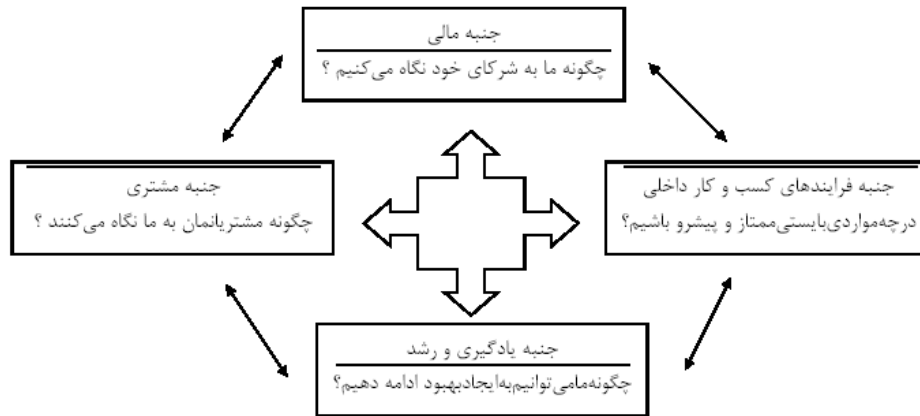 جنبه مالی
چگونه ما به شرکای خود نگاه می‌کنیم ؟
جنبه فرایندهای کسب و کار داخلی
درچه‌مواردی‌بایستی‌ممتاز و پیشرو باشیم؟
جنبه مشتری
چگونه مشتریانمان به ما نگاه می‌کنند ؟
جنبه یادگیری و رشد
چگونه‌مامی‌توانیم‌به‌ایجادبهبود ادامه دهیم؟